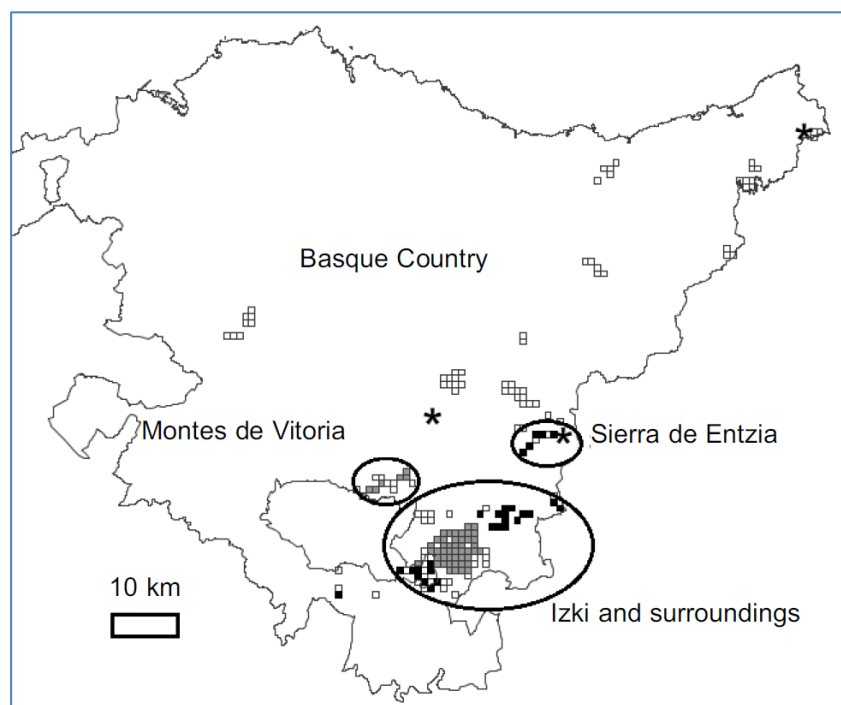 Basque Country
Montes de Vitoria
Sierra de Entzia
10 km
Izki and surroundings